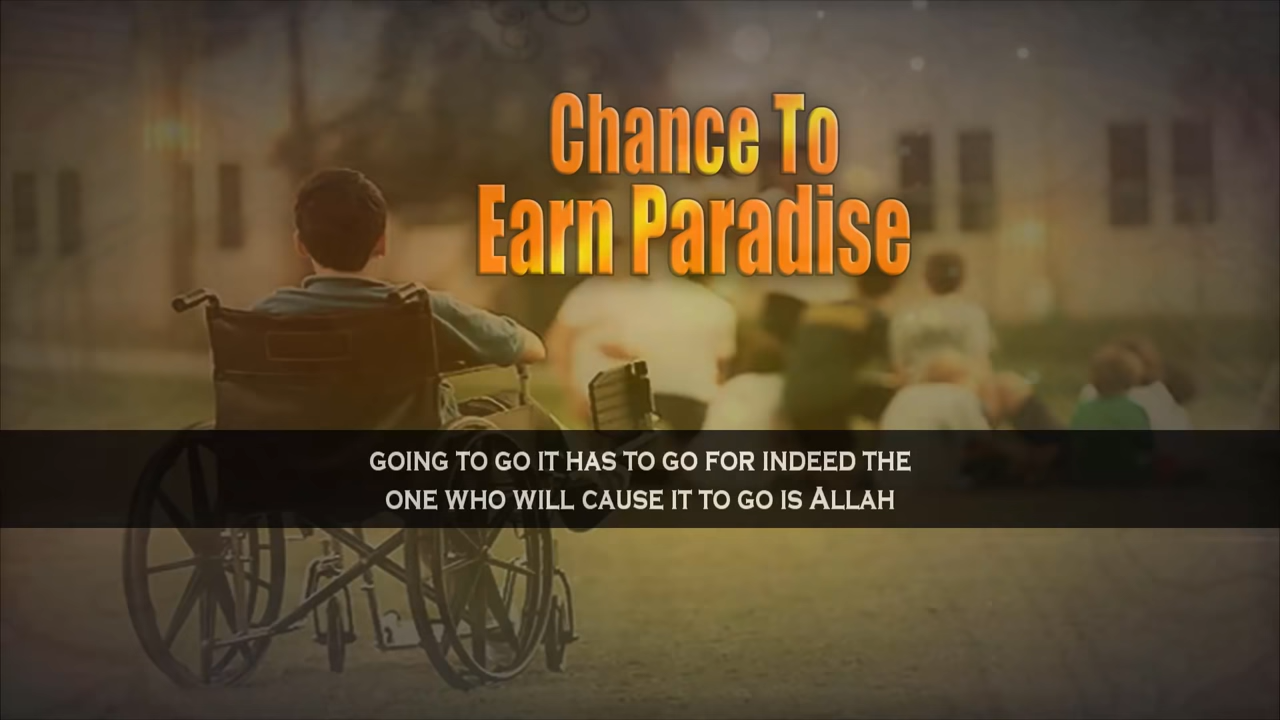 Chance To
Earn Paradise
GOING TO GO IT HAS TO GO FOR INDEED THE
ONE WHO WILL CAUSE IT TO GO IS ALLAH